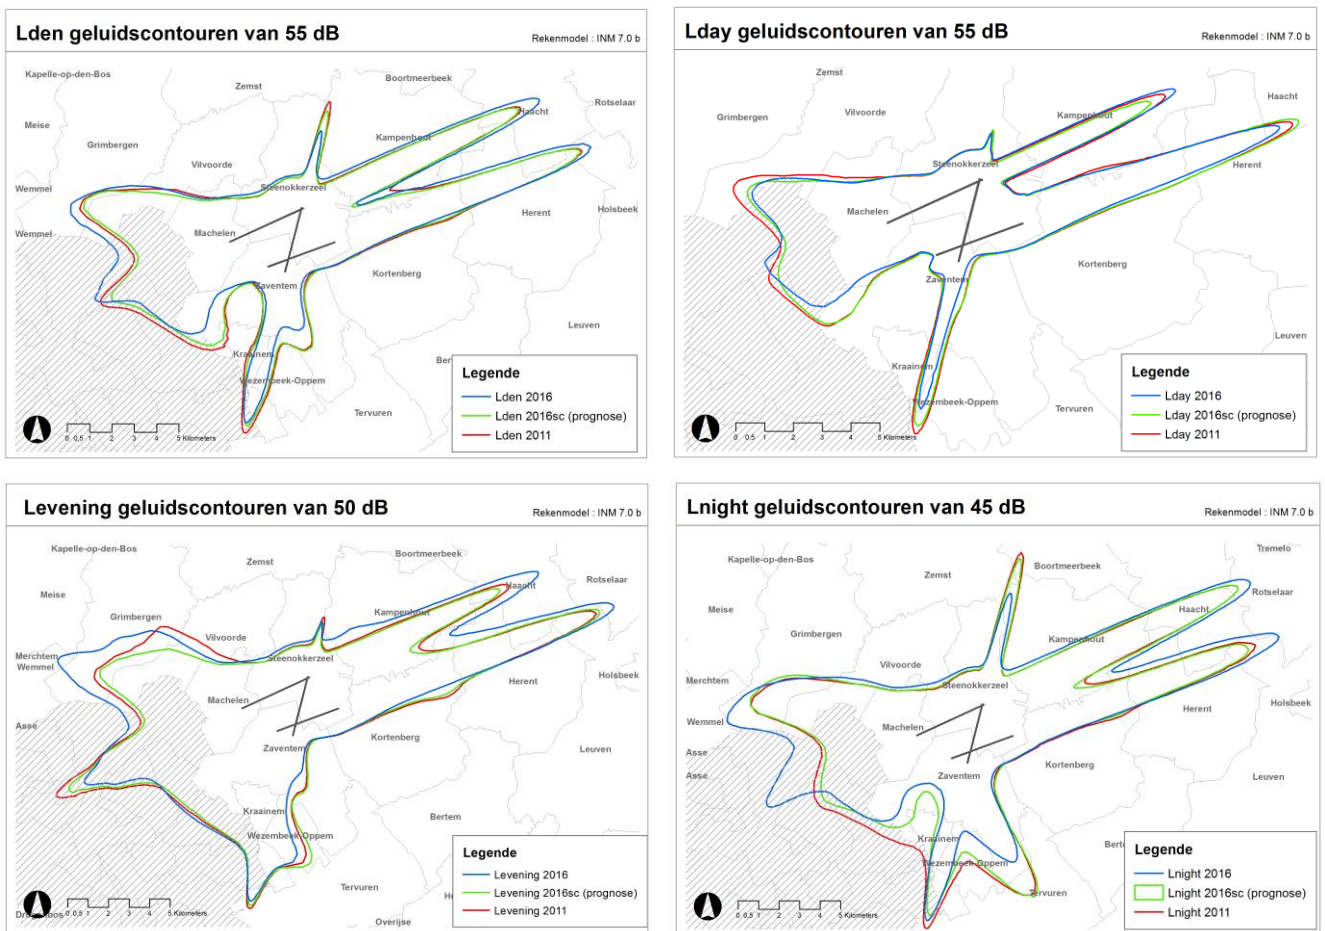 Lden geluidscontouren van 55 dB
Rekenmodel : INM 7.0 b
Kapelle-op-den-Bos
Zemst
Boortmeerbeek
Rotselaar
Haacht
Meise
Kampenhout
Grimbergen
Vilvoorde
Steenokkerzeel
Wemmel
Holsbeek
Herent
Wemmel
Machelen
Kortenberg
Zaventem
Leuven
Kraainem
Ber
Wezembeek-Oppem
Tervuren
Legende
Lden 2016
Lden 2016sc (prognose)
Lden 2011
0 0,5 1 2 3 4 5 Kilometers
Lday geluidscontouren van 55 dB
Rekenmodel : INM 7.0 b
Zemst
Haacht
Vilvoorde
Grimbergen
Kampenhout
Steenokkerzeel
Herent
Machelen
Kortenberg
Zaventem
Leuven
Kraainem
Wezembeek-Oppem
Tervuren
Legende
Lday 2016
Lday 2016sc (prognose)
Lday 2011
0 0,5 1 2 3 4 5 Kilometers
Levening geluidscontouren van 50 dB
Rekenmodel : INM 7.0 b
Kapelle-op-den-Bos
Boortmeerbeek
Zemst
Rotselaar
Haacht
Meise
Grimbergen
Kampenhout
Vilvoorde
Merchtem
Wemmel
Steenokkerzeel
Holsbeek
Herent
Machelen
Asse
Kortenberg
Zaventem
Leuven
Kraainem
Bertem
Wezembeek-Oppem
Tervuren
Overijse
Legende
Levening 2016
Levening 2016sc (prognose)
Levening 2011
0 0,5 1 2 3 4 5 Kilometers
Lnight geluidscontouren van 45 dB
Rekenmodel : INM 7.0 b
Tremelo
Kapelle-op-den-Bos
Boortmeerbeek
Zemst
Rotselaar
Haacht
Meise
Grimbergen
Kampenhout
Vilvoorde
Merchtem
Steenokkerzeel
Holsbeek
Herent
Wemmel
Machelen
Asse
Kortenberg
Asse
Zaventem
Leuven
Kraainem
Berte
Wezembeek-Oppem
Tervuren
Legende
Lnight 2016
Lnight 2016sc (prognose)
Lnight 2011
0 0,5 1 2 3 4 5 Kilometers